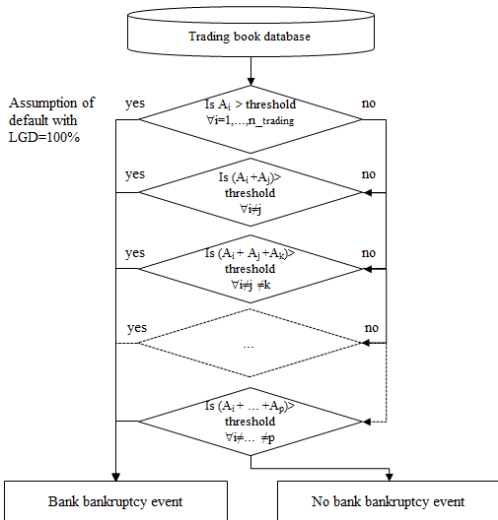 Trading book database
Assumption of
default with
LGD=100%
yes
Is Aᵢ > threshold
∀i=1,…,n_trading
no
yes
Is (Aᵢ +Aⱼ)>
threshold
∀i≠j
no
yes
Is (Aᵢ + Aⱼ +Aₖ)>
threshold
∀i≠j ≠k
no
yes
...
no
Is (Aᵢ + ... +Aₚ)>
threshold
∀i≠... ≠p
Bank bankruptcy event
No bank bankruptcy event